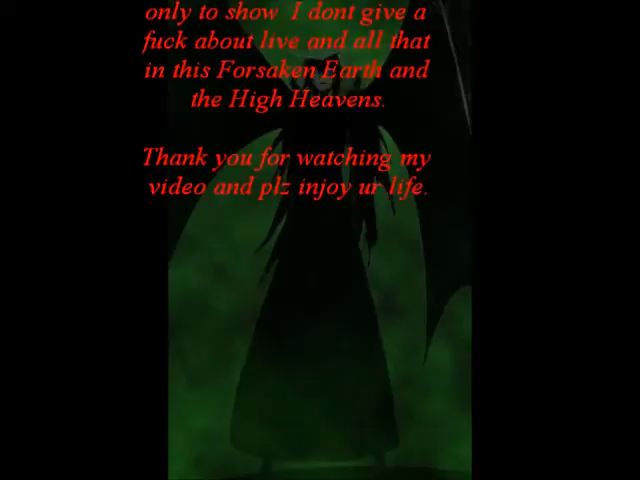 only to show I dont give a
fuck about live and all that
in this Forsaken Earth and
the High Heavens.
Thank you for watching my
video and plz injoy ur life.